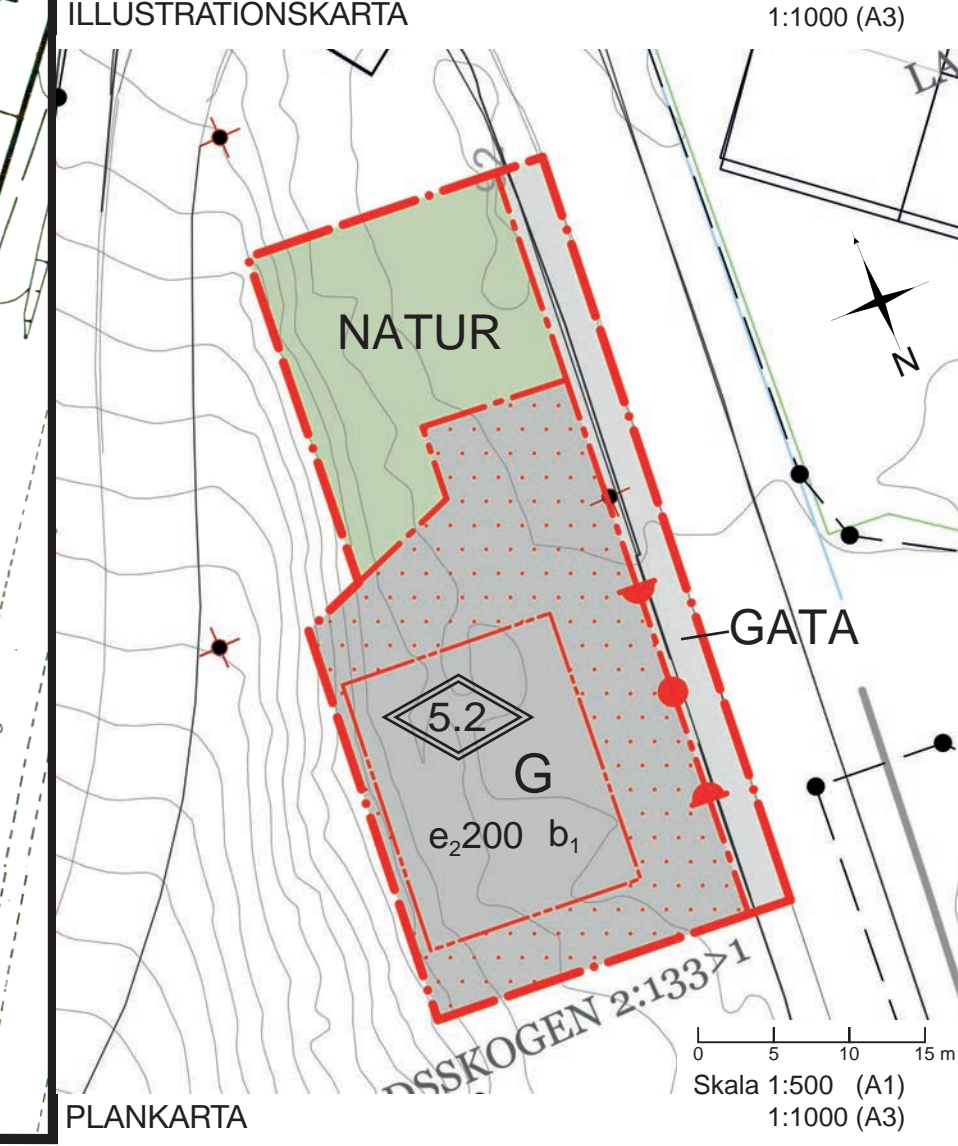 ILLUSTRATIONSKARTA
1:1000 (A3)
e2
NATUR
N
GATA
5.2
G
e₂200 b₁
DSSKOGEN 2:133>1
0 5 10 15 m
Skala 1:500 (A1)
1:1000 (A3)
PLANKARTA